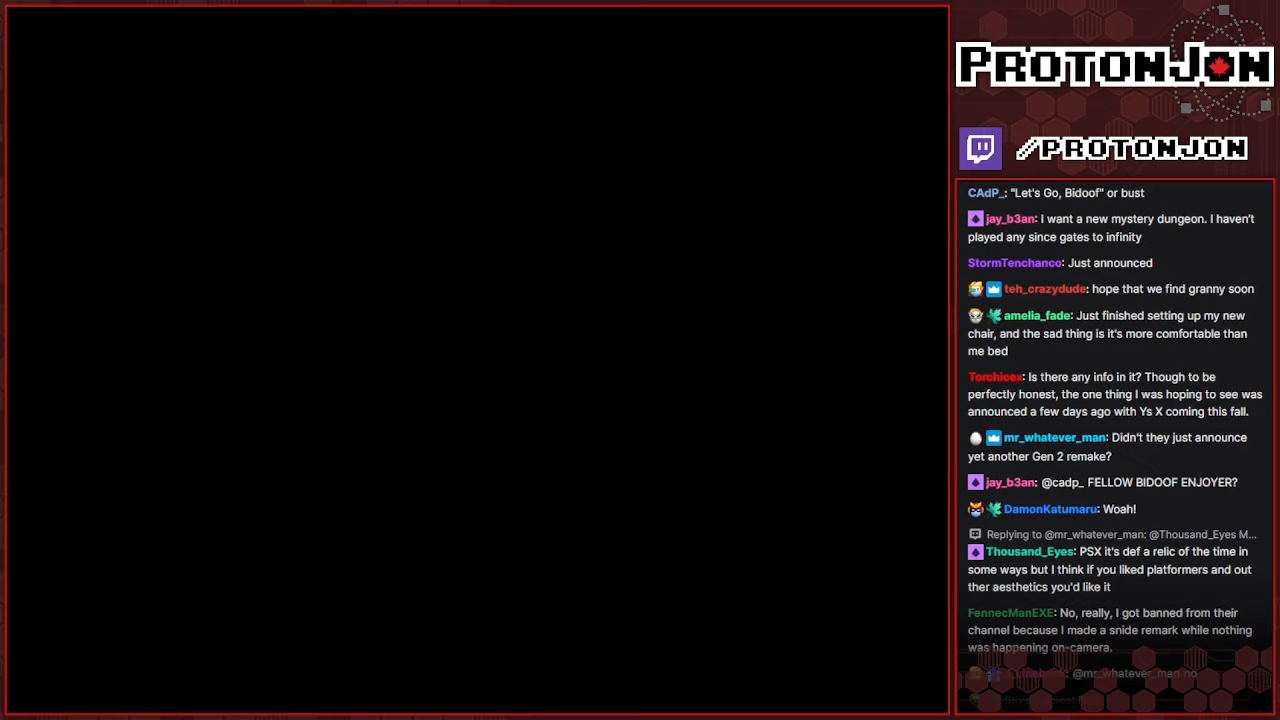 PROTONJON
/PROTONJON
CAdP_: "Let's Go, Bidoof" or bust
jay_b3an: I want a new mystery dungeon. I haven't
played any since gates to infinity
StormTenchanco: Just announced
teh_crazydude: hope that we find granny soon
amelia_fade: Just finished setting up my new
chair, and the sad thing is it's more comfortable than
me bed
Torchicex: Is there any info in it? Though to be
perfectly honest, the one thing I was hoping to see was
announced a few days ago with Ys X coming this fall.
mr_whatever_man: Didn't they just announce
yet another Gen 2 remake?
jay_b3an: @cadp_ FELLOW BIDOOF ENJOYER?
DamonKatumaru: Woah!
Replying to @mr_whatever_man: @Thousand_Eyes M...
Thousand_Eyes: PSX it's def a relic of the time in
some ways but I think if you liked platformers and out
ther aesthetics you'd like it
FennecManEXE: No, really, I got banned from their
channel because I made a snide remark while nothing
was happening on-camera.
: @mr_whatever_man no